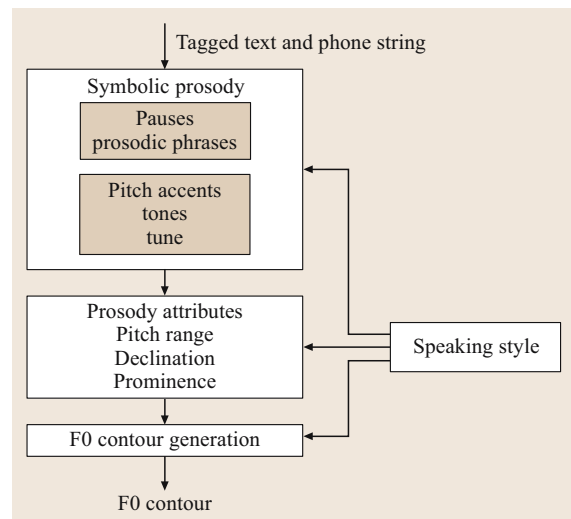 Tagged text and phone string
Symbolic prosody
Pauses
prosodic phrases
Pitch accents
tones
tune
Prosody attributes
Pitch range
Declination
Prominence
Speaking style
F0 contour generation
F0 contour